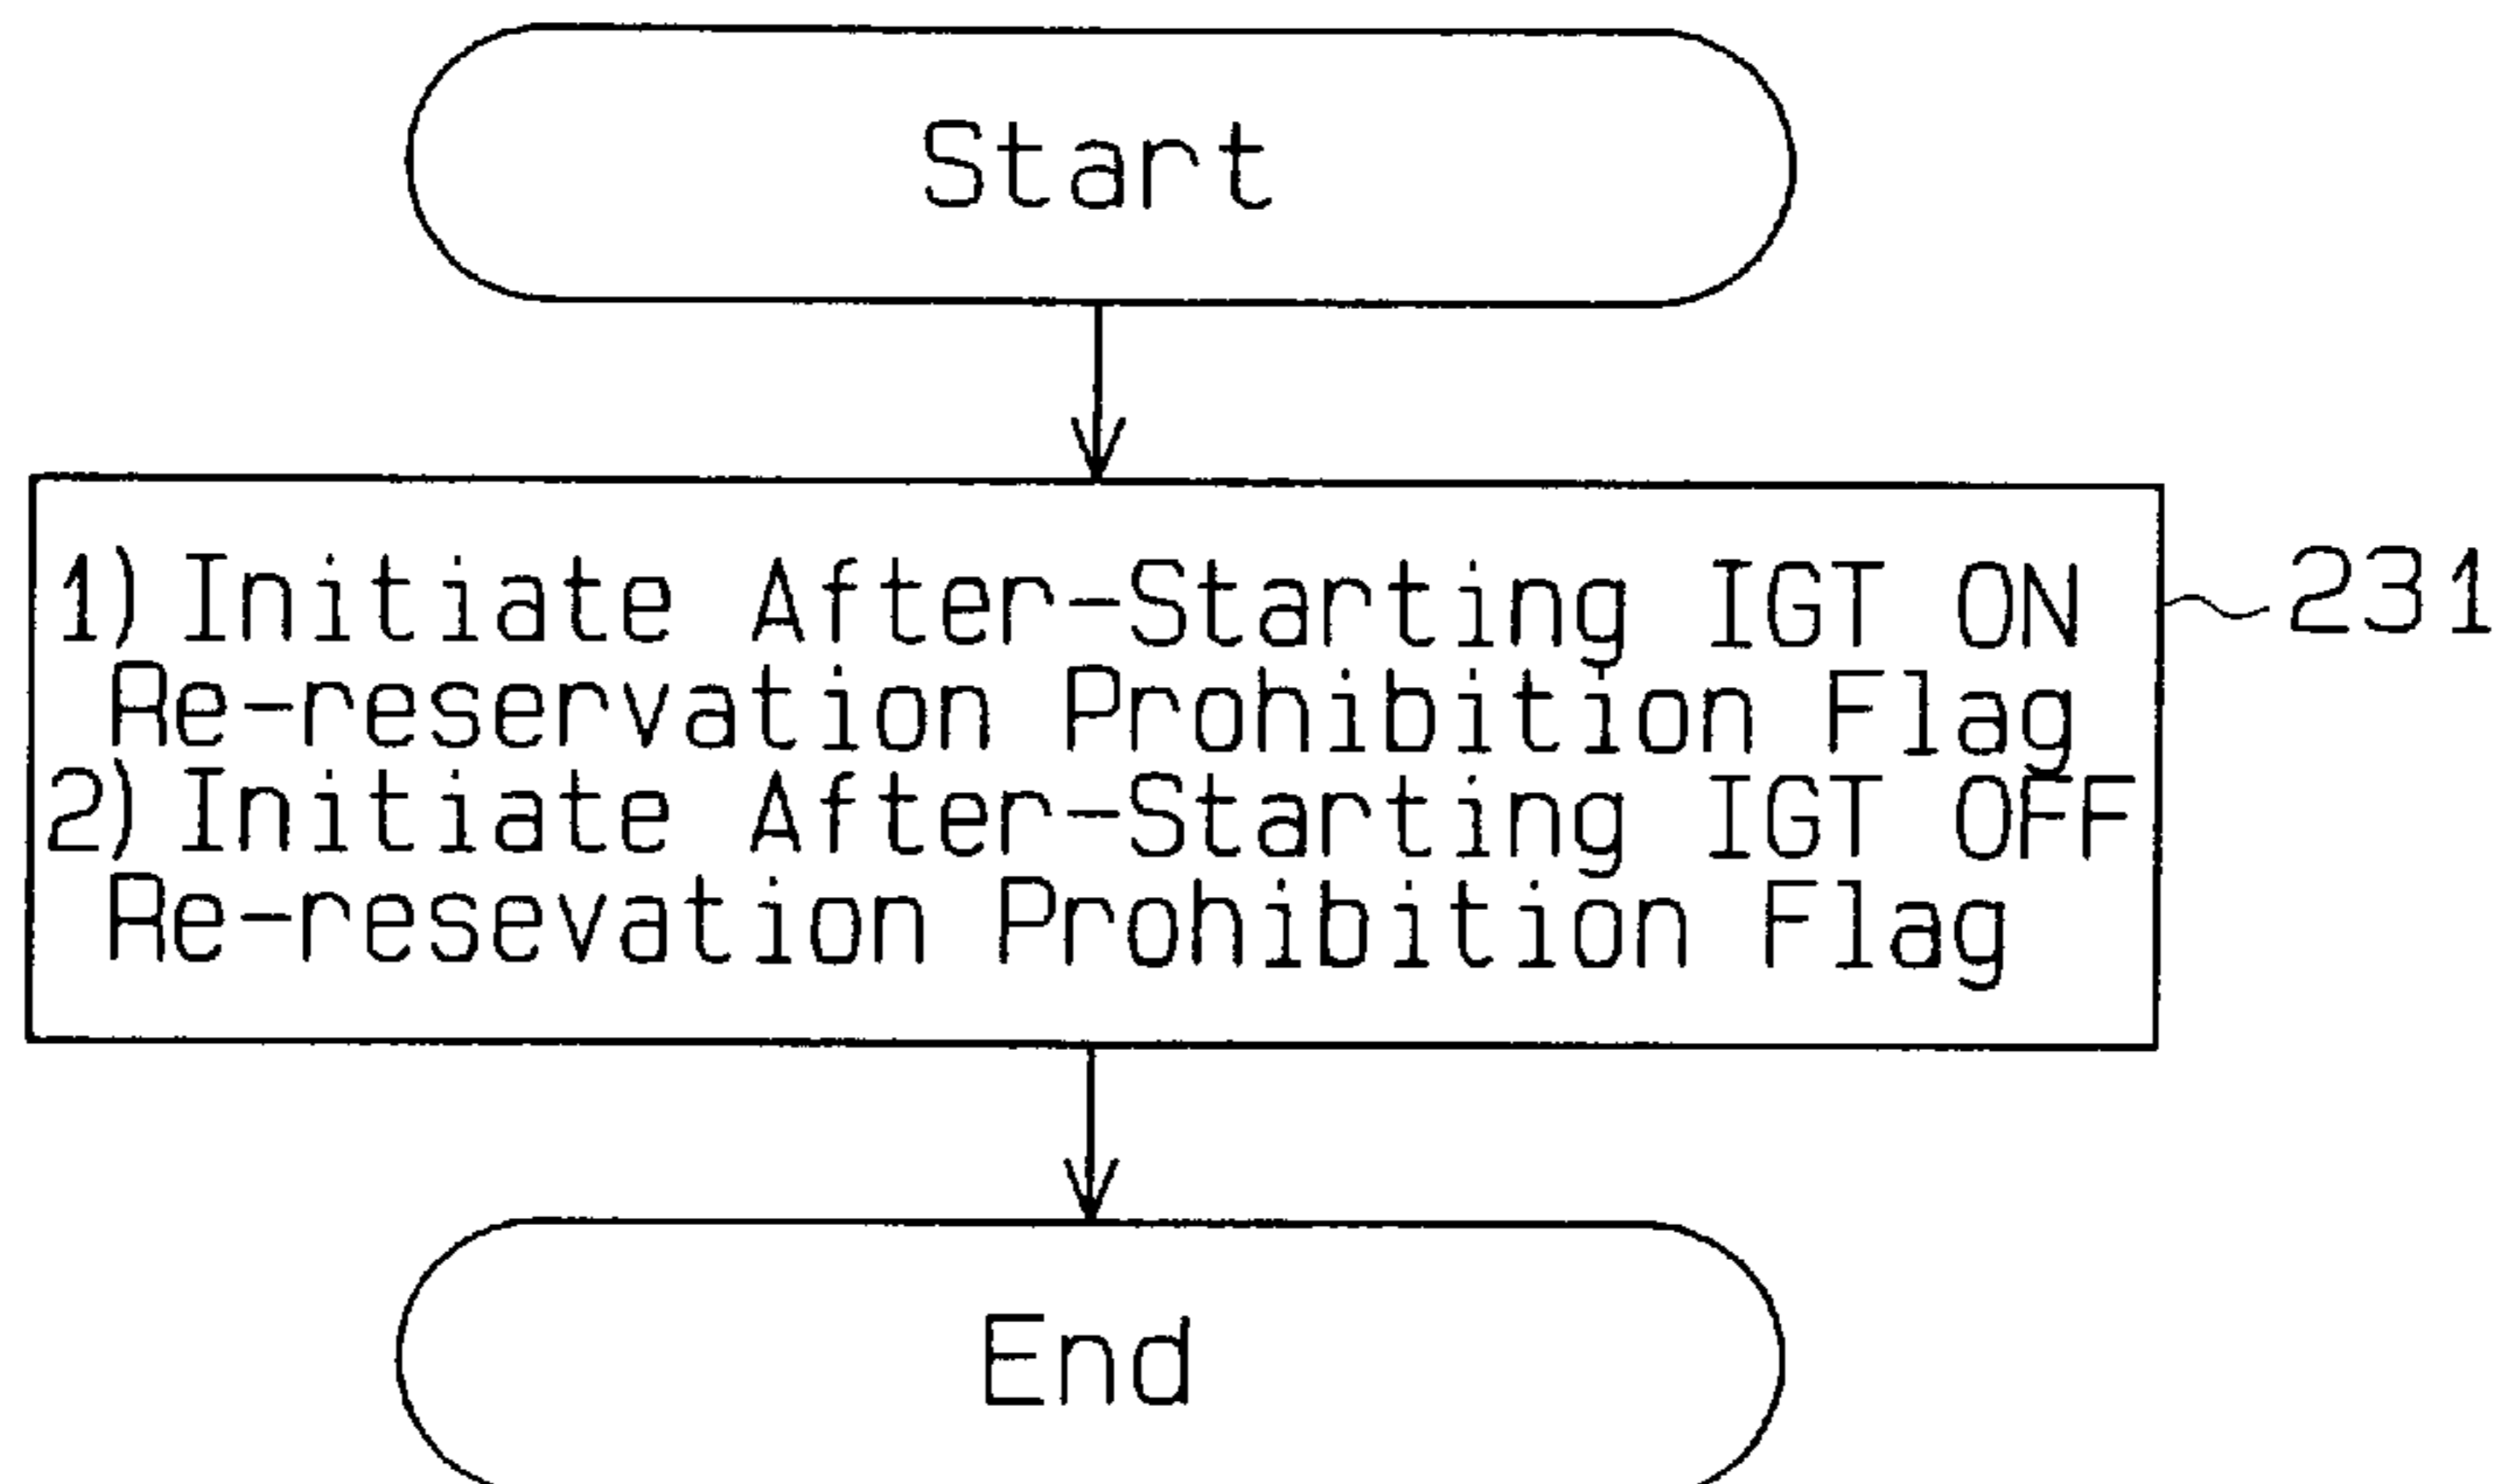 Start
1) Initiate After-Starting IGT ON
Re-reservation Prohibition Flag
2) Initiate After-Starting IGT OFF
Re-resevation Prohibition Flag
231
End